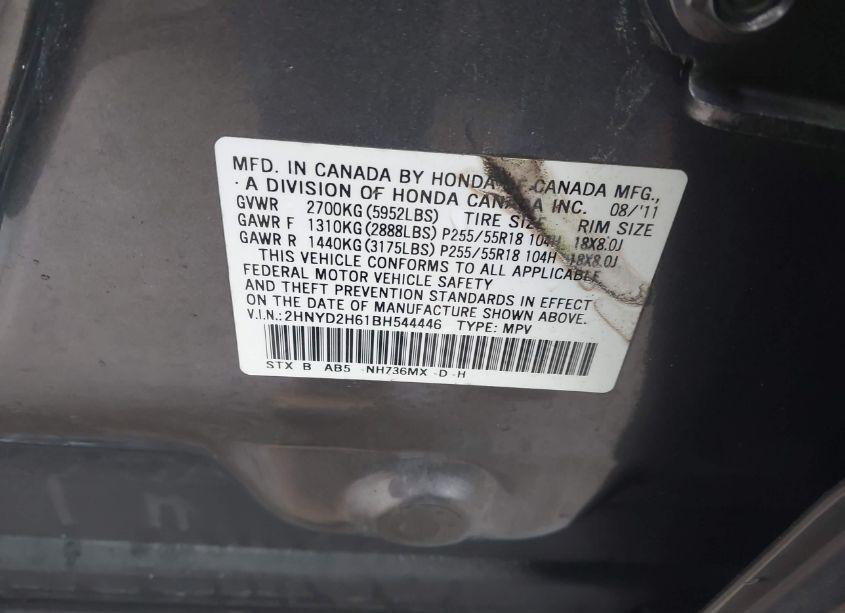 MFD. IN CANADA BY HONDA OF CANADA MFG.,
· A DIVISION OF HONDA CANADA INC. 08/'11
GVWR 2700KG(5952LBS) TIRE SIZE RIM SIZE
GAWR F 1310KG(2888LBS) P255/55R18 104H 18X8.0J
GAWR R 1440KG(3175LBS) P255/55R18 104H 18X8.0J
THIS VEHICLE CONFORMS TO ALL APPLICABLE
FEDERAL MOTOR VEHICLE SAFETY
AND THEFT PREVENTION STANDARDS IN EFFECT
ON THE DATE OF MANUFACTURE SHOWN ABOVE.
V.I.N.: 2HNYD2H61BH544446 TYPE: MPV
STX B AB5 NH736MX -D -H